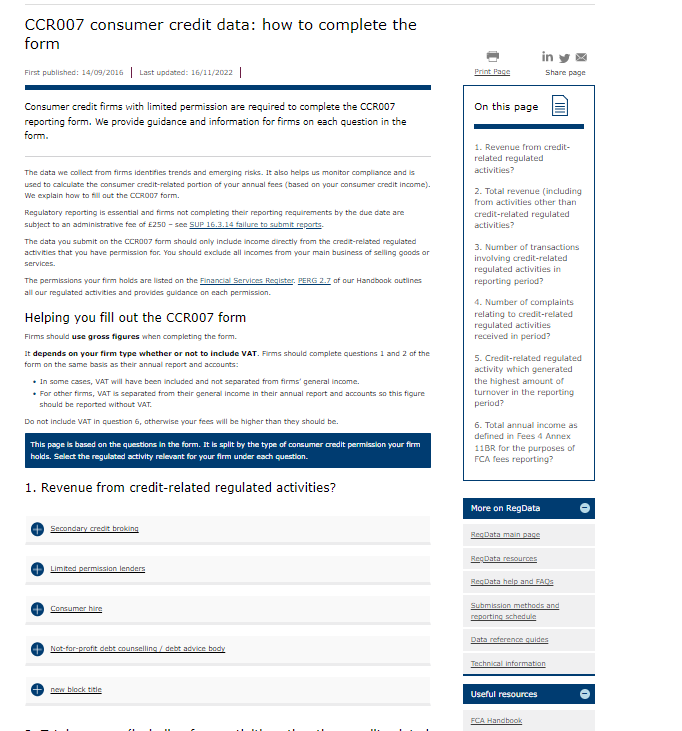 CCR007 consumer credit data: how to complete the
form
First published: 14/09/2016 | Last updated: 16/11/2022 |
Print Page
Share page
Consumer credit firms with limited permission are required to complete the CCR007
reporting form. We provide guidance and information for firms on each question in the
form.
The data we collect from firms identifies trends and emerging risks. It also helps us monitor compliance and is
used to calculate the consumer credit-related portion of your annual fees (based on your consumer credit income).
We explain how to fill out the CCR007 form.
Regulatory reporting is essential and firms not completing their reporting requirements by the due date are
subject to an administrative fee of £250 – see SUP 16.3.14 failure to submit reports.
The data you submit on the CCR007 form should only include income directly from the credit-related regulated
activities that you have permission for. You should exclude all incomes from your main business of selling goods or
services.
The permissions your firm holds are listed on the Financial Services Register. PERG 2.7 of our Handbook outlines
all our regulated activities and provides guidance on each permission.
Helping you fill out the CCR007 form
Firms should use gross figures when completing the form.
It depends on your firm type whether or not to include VAT. Firms should complete questions 1 and 2 of the
form on the same basis as their annual report and accounts:
• In some cases, VAT will have been included and not separated from firms' general income.
• For other firms, VAT is separated from their general income in their annual report and accounts so this figure
should be reported without VAT.
Do not include VAT in question 6, otherwise your fees will be higher than they should be.
This page is based on the questions in the form. It is split by the type of consumer credit permission your firm
holds. Select the regulated activity relevant for your firm under each question.
1. Revenue from credit-related regulated activities?
Secondary credit broking
Limited permission lenders
Consumer hire
Not-for-profit debt counselling / debt advice body
new block title
On this page
1. Revenue from credit-
related regulated
activities?
2. Total revenue (including
from activities other than
credit-related regulated
activities?
3. Number of transactions
involving credit-related
regulated activities in
reporting period?
4. Number of complaints
relating to credit-related
regulated activities
received in period?
5. Credit-related regulated
activity which generated
the highest amount of
turnover in the reporting
period?
6. Total annual income as
defined in Fees 4 Annex
11BR for the purposes of
FCA fees reporting?
More on RegData
RegData main page
RegData resources
RegData help and FAQs
Submission methods and
reporting schedule
Data reference guides
Technical information
Useful resources
FCA Handbook